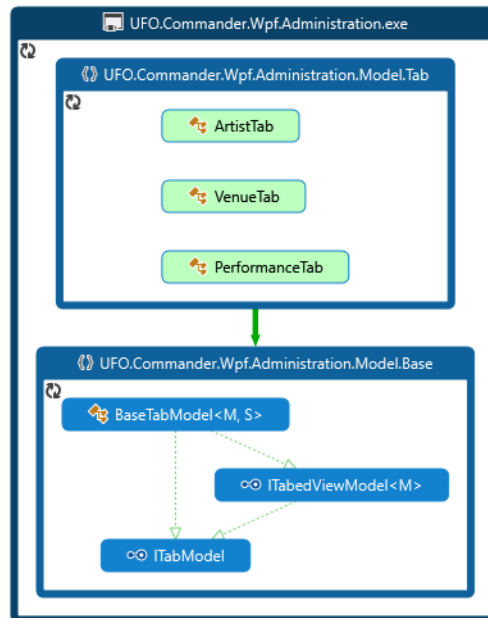 UFO.Commander.Wpf.Administration.exe
UFO.Commander.Wpf.Administration.Model.Tab
ArtistTab
VenueTab
PerformanceTab
UFO.Commander.Wpf.Administration.Model.Base
BaseTabModel<M, S>
ITabedViewModel<M>
ITabModel